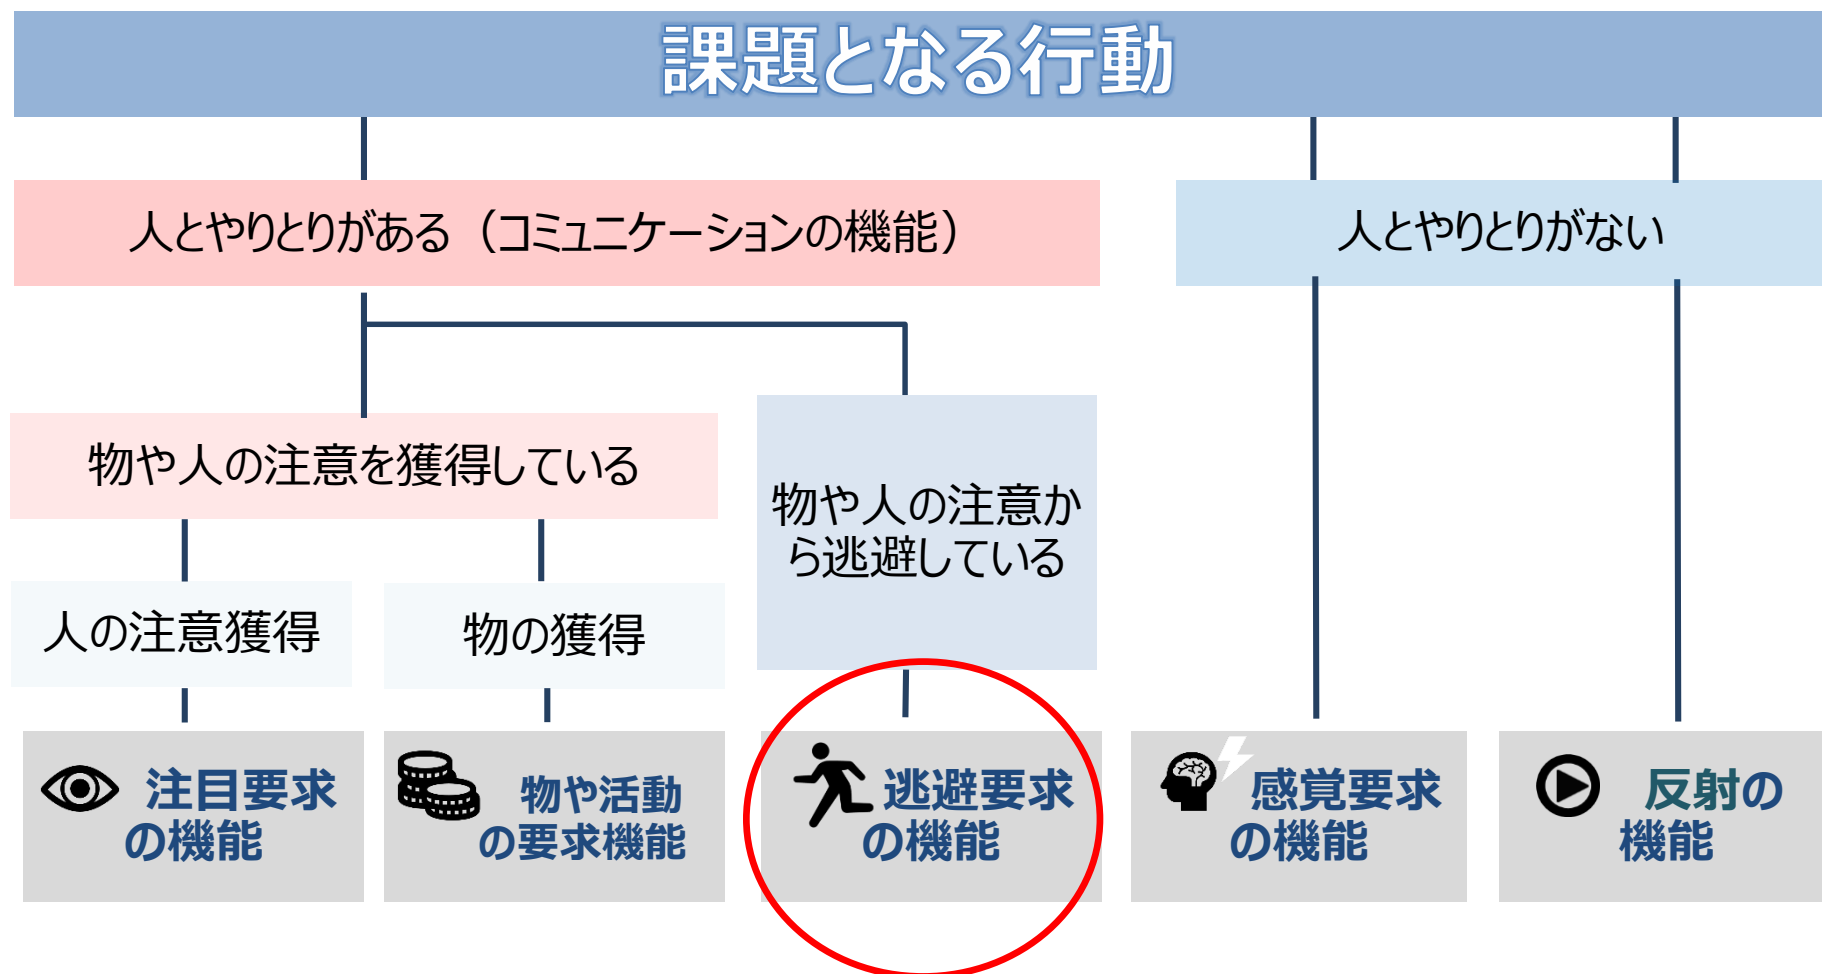 課題となる行動
人とやりとりがある（コミュニケーションの機能）
人とやりとりがない
物や人の注意を獲得している
物や人の注意か
ら逃避している
人の注意獲得
物の獲得
注目要求
の機能
物や活動
の要求機能
逃避要求
の機能
感覚要求
の機能
反射の
機能